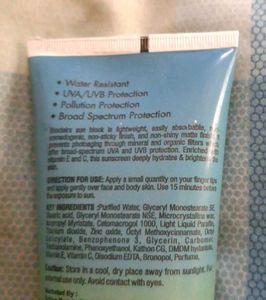 • Water Resistant
• UVA/UVB Protection
• Pollution Protection
• Broad Spectrum Protection
sun block is lightweight, easily absorbable, non-
comedogenic, non-sticky finish, and non-shiny matte finish
prevents photoaging through mineral and organic filters
offer broad-spectrum UVA and UVB protection. Enriched with
vitamin E and C, this sunscreen deeply hydrates & brightens the
skin.
DIRECTION FOR USE: Apply a small quantity on your finger tips
and apply gently over face and body skin. Use 15 minutes before
the exposure to sun.
KEY INGREDIENTS :Purified Water, Glyceryl Monostearate SE,
Stearic acid, Glyceryl Monostearate NSE, Microcrystalline wax,
Isopropyl Myristate, Cetomacrogol 1000, Light Liquid Paraffin,
Titanium dioxide, Zinc oxide, Octyl Methoxycinnamate, Octyl
Salicylate, Benzophenone 3, Glycerin, Carbomer,
Phenoxyethanol, Kathon CG, DMDM hydantoin,
Vitamin E, Vitamin C, Disodium EDTA, Bronopol, Perfume.
Caution: Store in a cool, dry place away from sunlight. For
external use only. Avoid contact with eyes.
Marketed By :